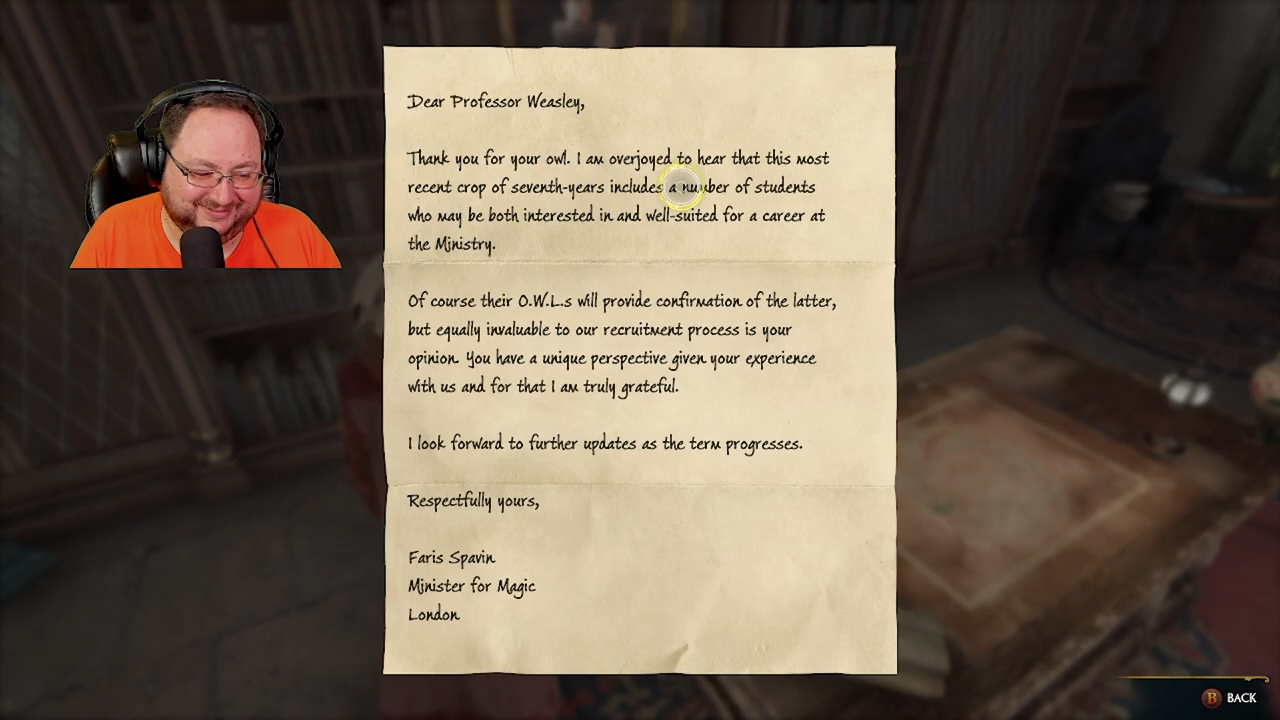 Dear Professor Weasley,
Thank you for your owl. I am overjoyed to hear that this most
recent crop of seventh-years includes a number of students
who may be both interested in and well-suited for a career at
the Ministry.
Of course their O.W.L.s will provide confirmation of the latter,
but equally invaluable to our recruitment process is your
opinion. You have a unique perspective given your experience
with us and for that I am truly grateful.
I look forward to further updates as the term progresses.
Respectfully yours,
Faris Spavin
Minister for Magic
London
B BACK